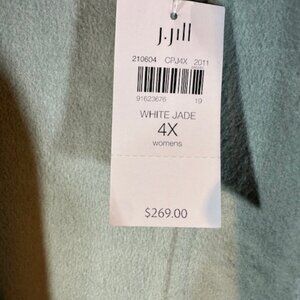 J.Jill
210604 CPJ4X 2011
91623676 19
WHITE JADE
4X
womens
$269.00